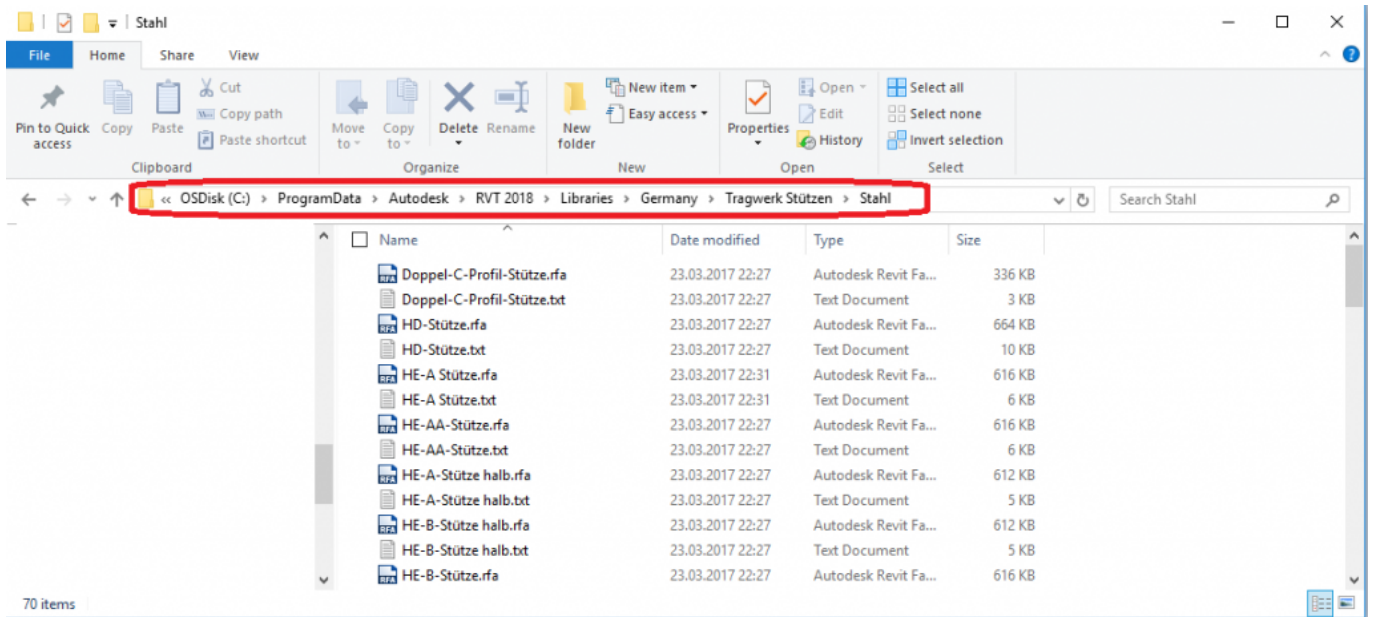 Stahl
File Home Share View
Pin to Quick access
Copy
Paste
Cut
Copy path
Paste shortcut
Clipboard
Move to
Copy to
Delete
Rename
Organize
New folder
New item
Easy access
New
Properties
Open
Edit
History
Open
Select all
Select none
Invert selection
Select
« OSDisk (C:) › ProgramData › Autodesk › RVT 2018 › Libraries › Germany › Tragwerk Stützen › Stahl
Search Stahl
Name Date modified Type Size
Doppel-C-Profil-Stütze.rfa 23.03.2017 22:27 Autodesk Revit Fa... 336 KB
Doppel-C-Profil-Stütze.txt 23.03.2017 22:27 Text Document 3 KB
HD-Stütze.rfa 23.03.2017 22:27 Autodesk Revit Fa... 664 KB
HD-Stütze.txt 23.03.2017 22:27 Text Document 10 KB
HE-A Stütze.rfa 23.03.2017 22:31 Autodesk Revit Fa... 616 KB
HE-A Stütze.txt 23.03.2017 22:31 Text Document 6 KB
HE-AA-Stütze.rfa 23.03.2017 22:27 Autodesk Revit Fa... 616 KB
HE-AA-Stütze.txt 23.03.2017 22:27 Text Document 6 KB
HE-A-Stütze halb.rfa 23.03.2017 22:27 Autodesk Revit Fa... 612 KB
HE-A-Stütze halb.txt 23.03.2017 22:27 Text Document 5 KB
HE-B-Stütze halb.rfa 23.03.2017 22:27 Autodesk Revit Fa... 612 KB
HE-B-Stütze halb.txt 23.03.2017 22:27 Text Document 5 KB
HE-B-Stütze.rfa 23.03.2017 22:27 Autodesk Revit Fa... 616 KB
70 items